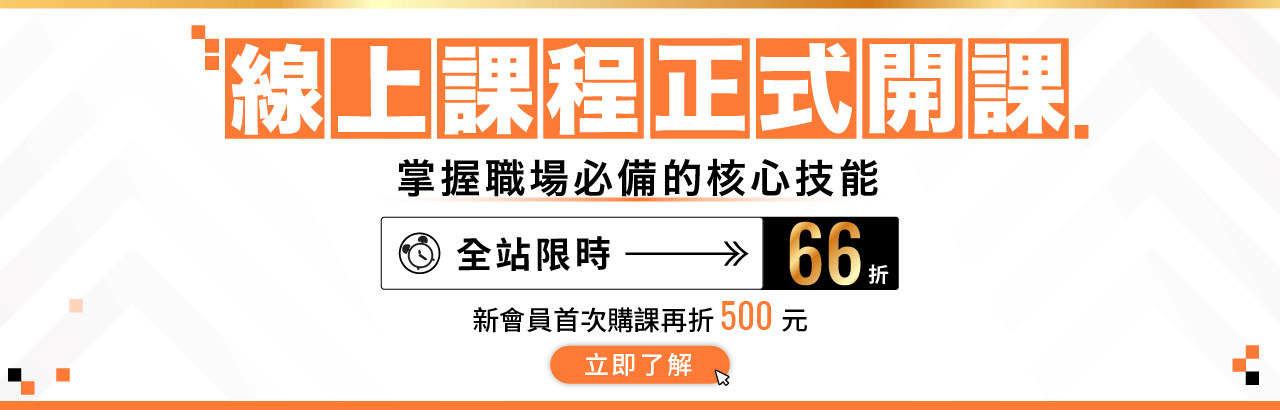 線上課程正式開課
掌握職場必備的核心技能
全站限時 66折
新會員首次購課再折 500 元
立即了解